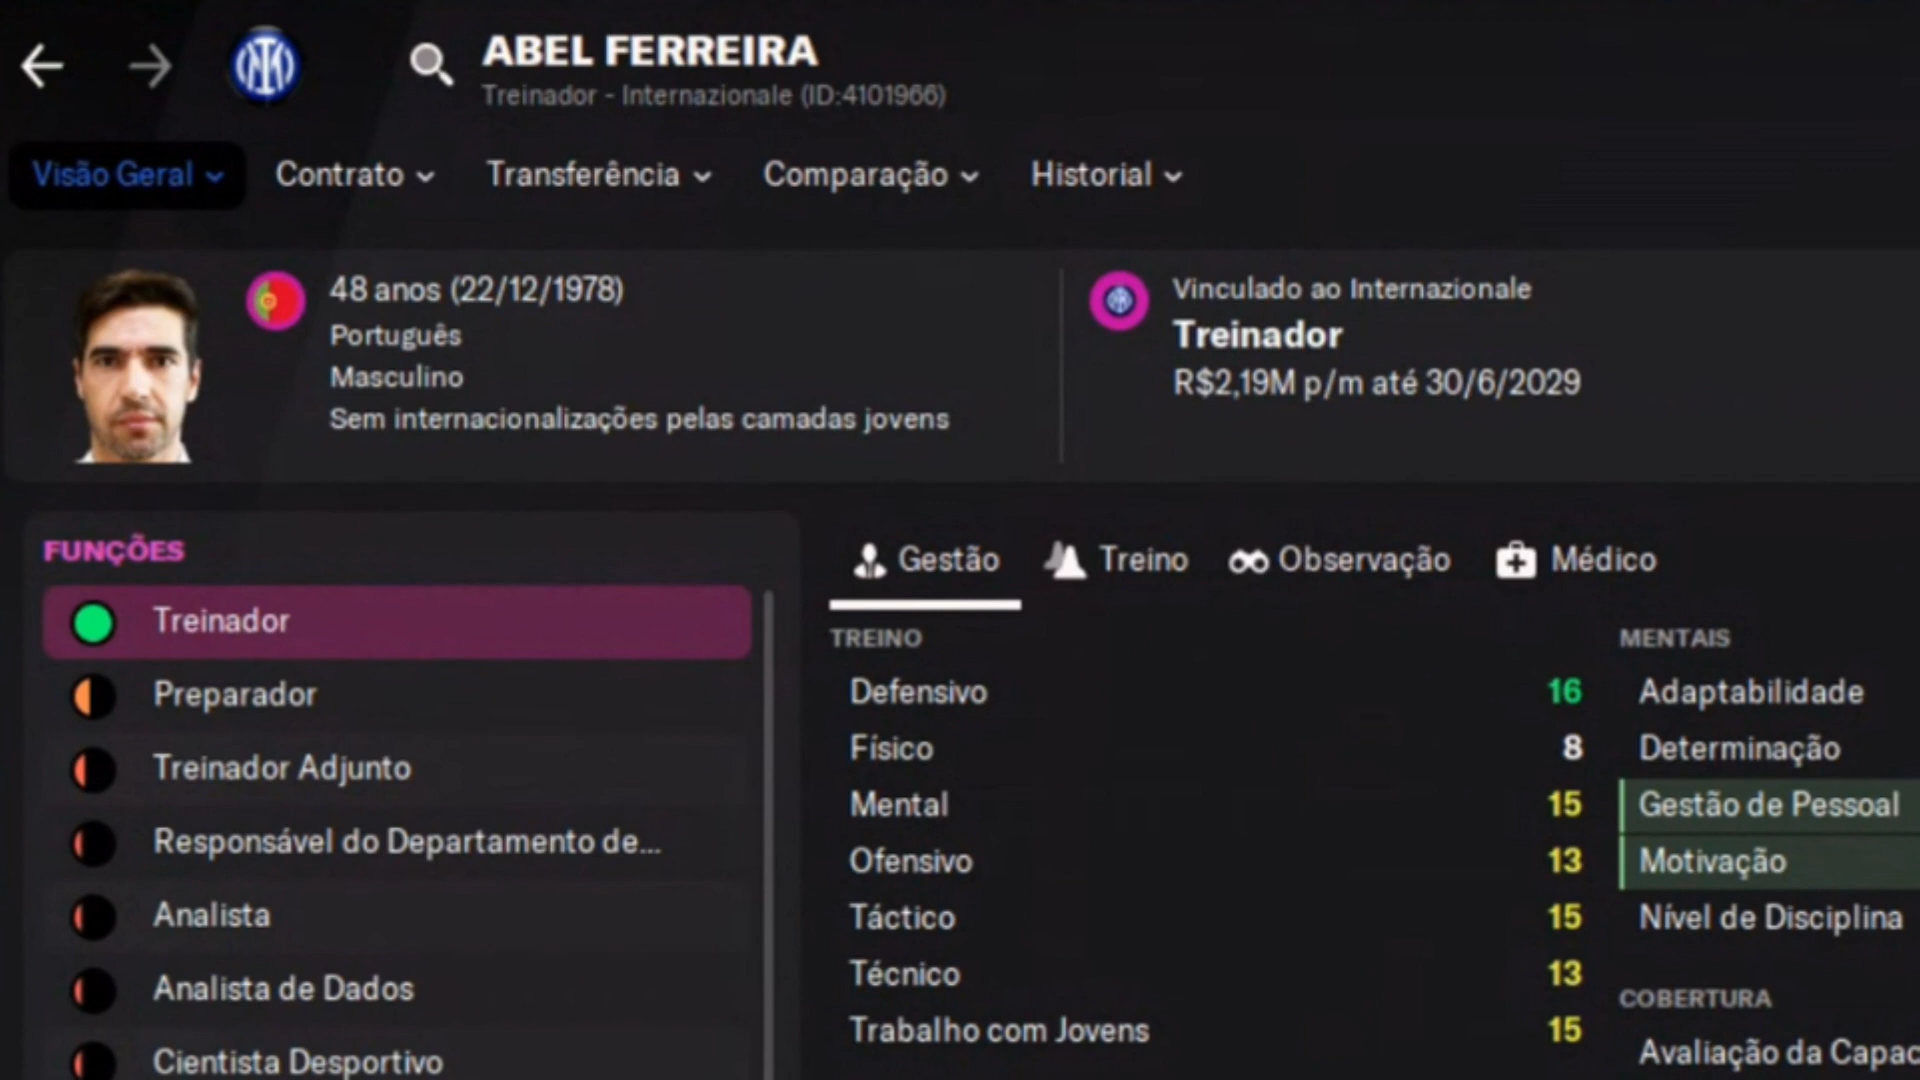 ABEL FERREIRA
Treinador - Internazionale (ID:4101966)
Visão Geral
Contrato
Transferência
Comparação
Historial
48 anos (22/12/1978)
Português
Masculino
Sem internacionalizações pelas camadas jovens
Vinculado ao Internazionale
Treinador
R$2,19M p/m até 30/6/2029
FUNÇÕES
Treinador
Preparador
Treinador Adjunto
Responsável do Departamento de...
Analista
Analista de Dados
Cientista Desportivo
Gestão
Treino
Observação
Médico
TREINO
Defensivo 16
Físico 8
Mental 15
Ofensivo 13
Táctico 15
Técnico 13
Trabalho com Jovens 15
MENTAIS
Adaptabilidade
Determinação
Gestão de Pessoal
Motivação
Nível de Disciplina
COBERTURA
Avaliação da Capac